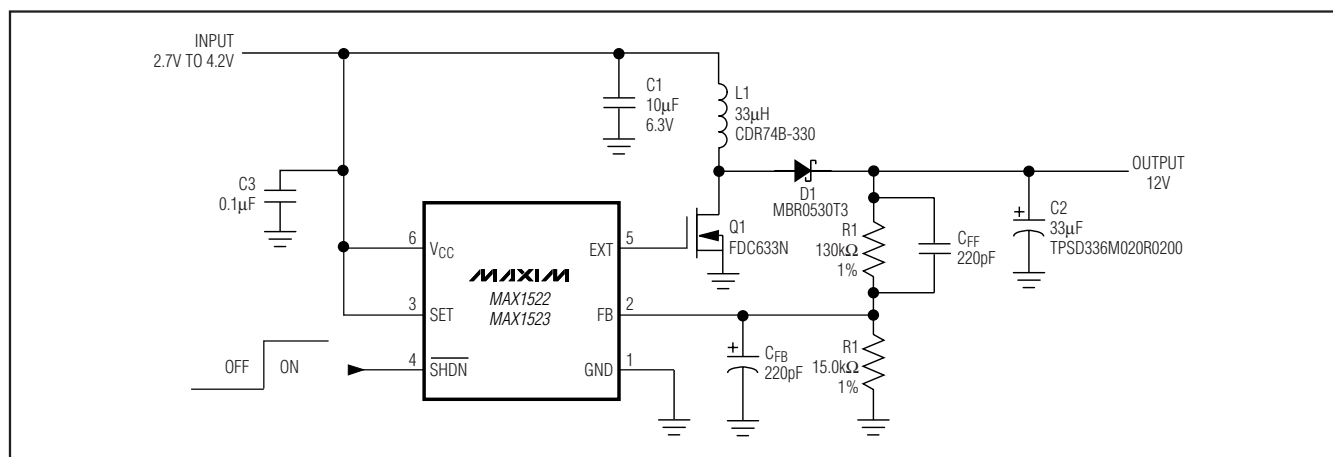 INPUT
2.7V TO 4.2V
C1
10µF
6.3V
L1
33µH
CDR74B-330
OUTPUT
12V
C3
0.1µF
D1
MBR0530T3
C2
33µF
TPSD336M020R0200
+
Q1
FDC633N
R1
130kΩ
1%
CFF
220pF
6
VCC
EXT
5
MAXIM
MAX1522
MAX1523
3
SET
FB
2
OFF
ON
4
SHDN
GND
1
+
CFB
220pF
R1
15.0kΩ
1%